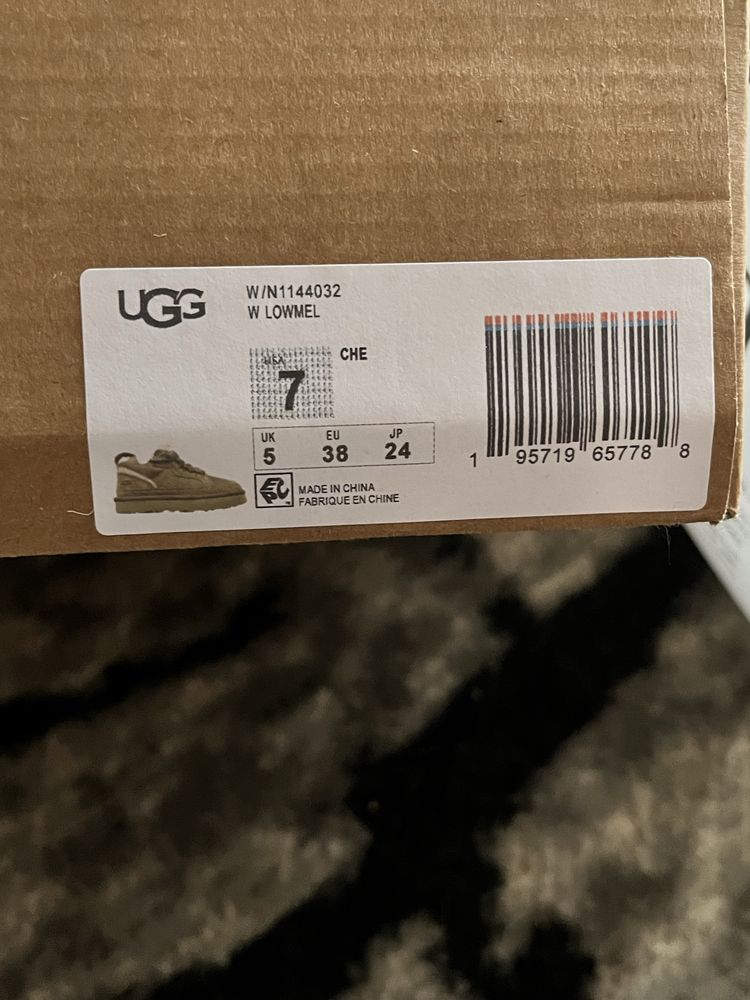 UGG
W/N1144032
W LOWMEL
USA
7
CHE
UK EU JP
5 38 24
MADE IN CHINA
FABRIQUE EN CHINE
1 95719 65778 8